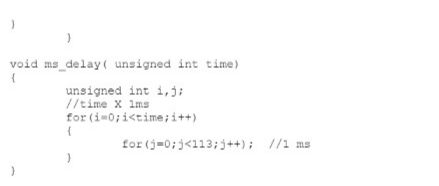 }
}
void ms_delay( unsigned int time)
{
unsigned int i,j;
//time X 1ms
for(i=0;i<time;i++)
{
for(j=0;j<113;j++);  //1 ms
}
}